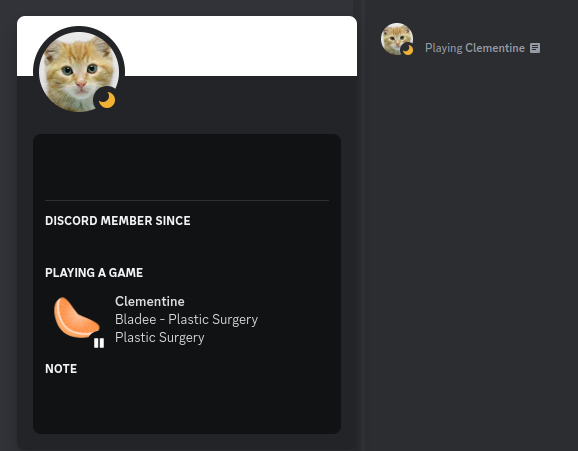 DISCORD MEMBER SINCE
PLAYING A GAME
Clementine
Bladee - Plastic Surgery
Plastic Surgery
NOTE
Playing Clementine